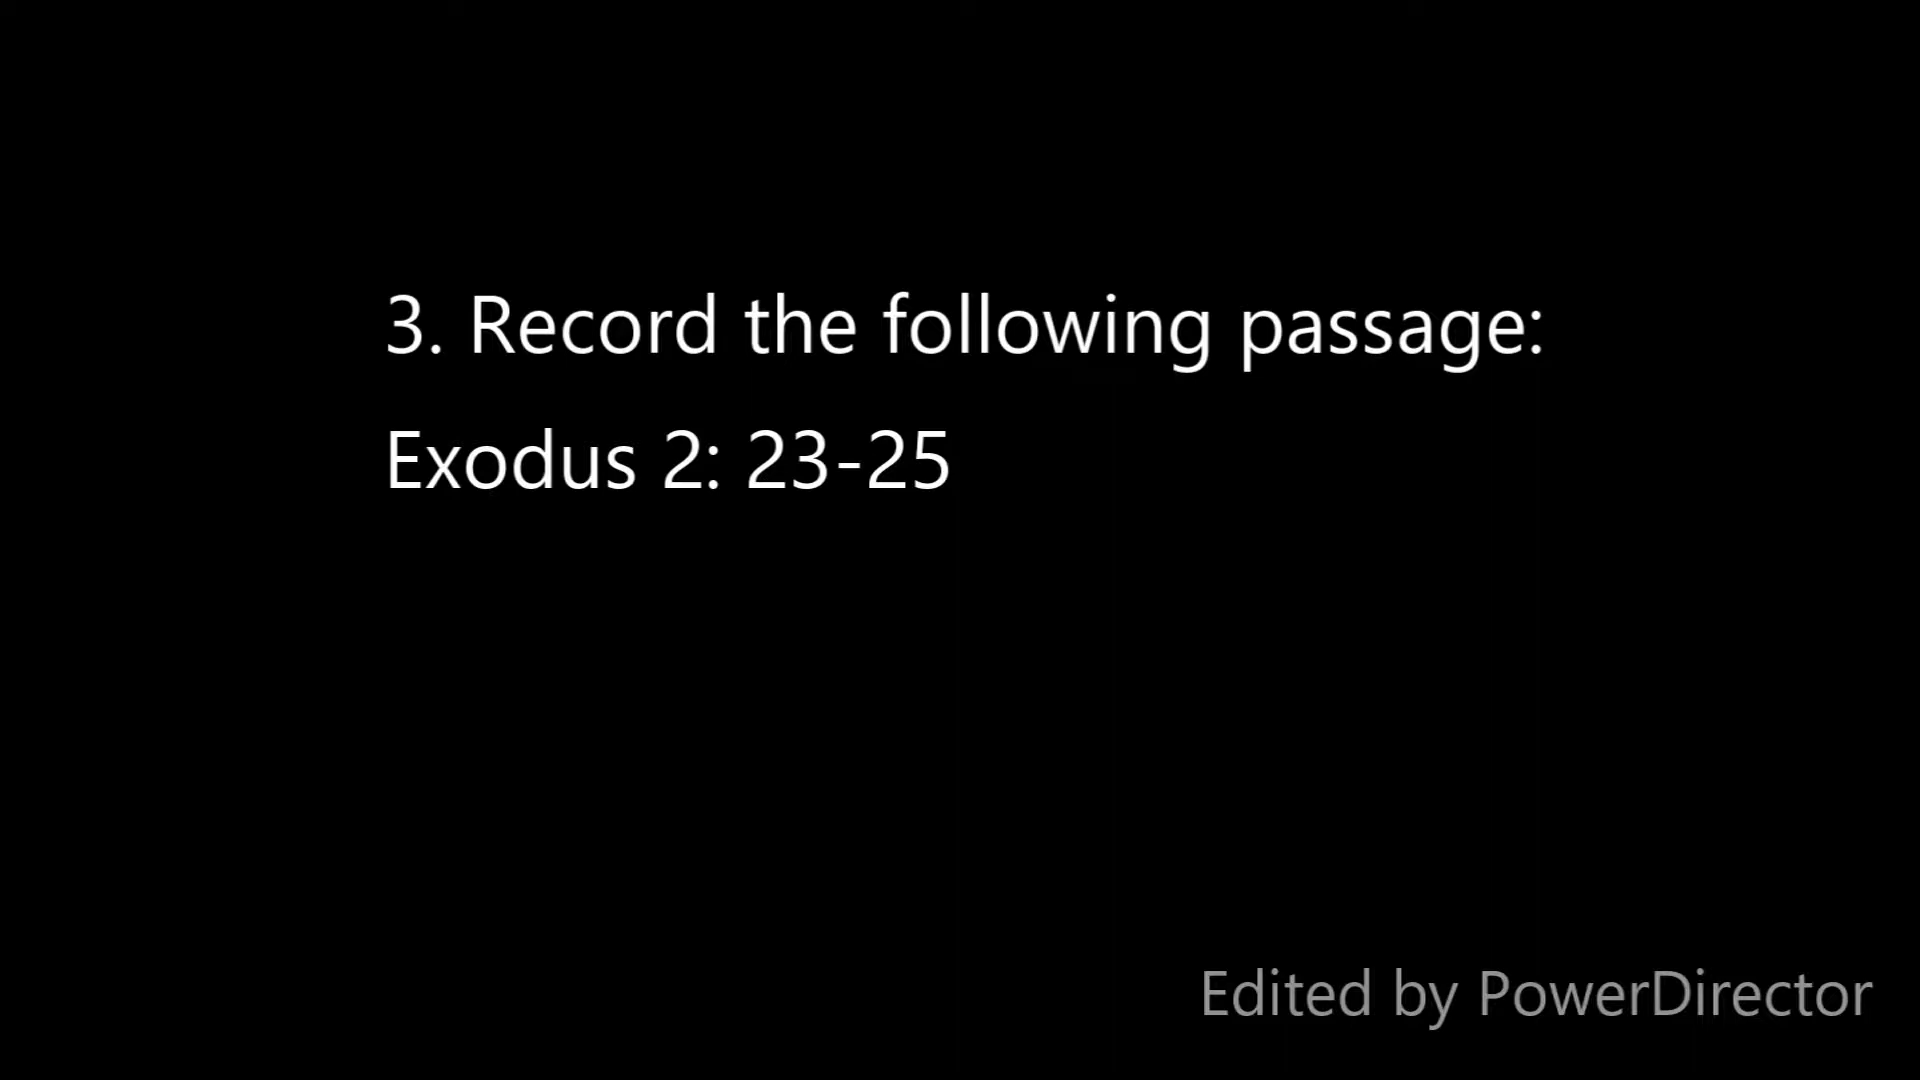 3. Record the following passage:
Exodus 2: 23-25
Edited by PowerDirector